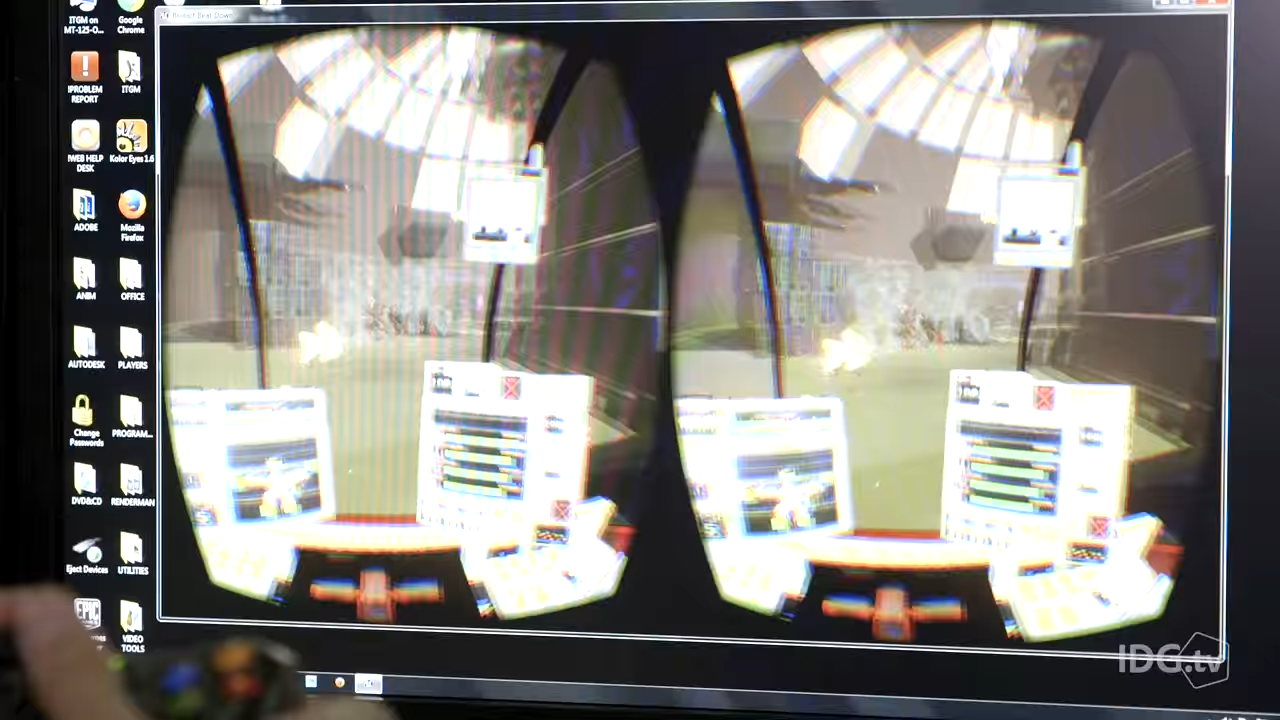 ITGM on
MT-125-O...
Google
Chrome
!PROBLEM
REPORT
ITGM
!WEB HELP
DESK
Kolor Eyes 1.6
ADOBE
Mozilla
Firefox
ANIM
OFFICE
AUTODESK
PLAYERS
Change
Passwords
PROGRAM...
DVD&CD
RENDERMAN
Eject Devices
UTILITIES
EPIC
VIDEO
TOOLS
IDG.tv